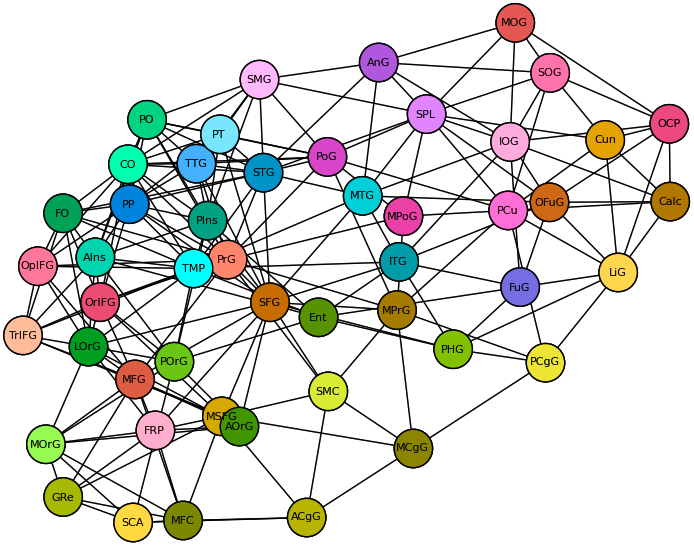 MOG
AnG
SOG
SMG
SPL
PO
OCP
PT
IOG
Cun
CO
TTG
STG
PoG
MTG
PP
OFuG
Calc
FO
PIns
MPoG
PCu
AIns
OpIFG
TMP
PrG
ITG
LiG
OrIFG
SFG
Ent
MPrG
FuG
TrIFG
LOrG
PHG
POrG
PCgG
MFG
SMC
MSFG
AOrG
FRP
MOrG
MCgG
GRe
SCA
MFC
ACgG